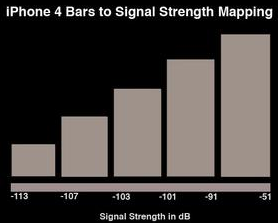 iPhone 4 Bars to Signal Strength Mapping
-113 -107 -103 -101 -91 -51
Signal Strength in dB